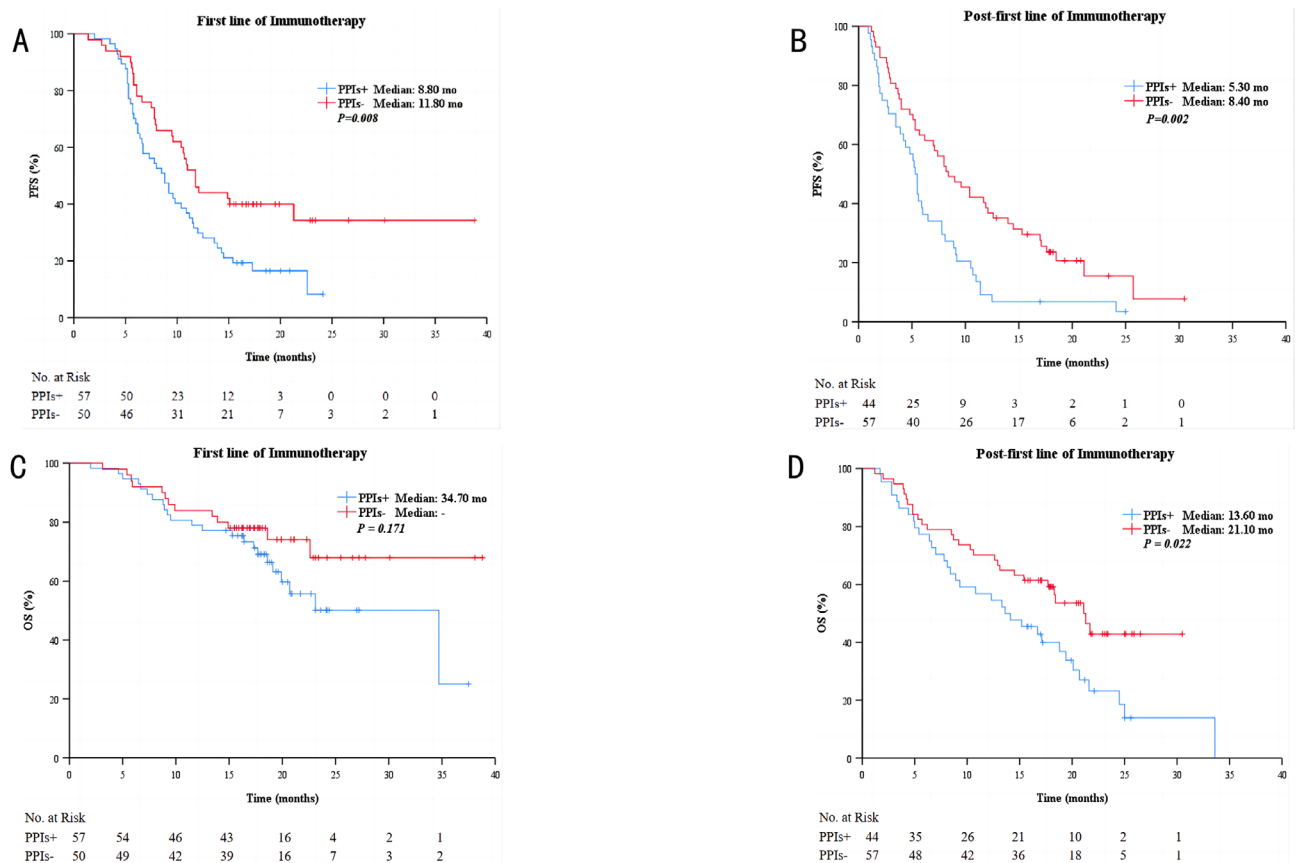 A
First line of Immunotherapy
100
80
60
40
20
0
PFS (%)
PPIs+ Median: 8.80 mo
PPIs- Median: 11.80 mo
P=0.008
0 5 10 15 20 25 30 35 40
Time (months)
No. at Risk
PPIs+ 57 50 23 12 3 0 0 0
PPIs- 50 46 31 21 7 3 2 1
B
Post-first line of Immunotherapy
100
80
60
40
20
0
PFS (%)
PPIs+ Median: 5.30 mo
PPIs- Median: 8.40 mo
P=0.002
0 5 10 15 20 25 30 35 40
Time (months)
No. at Risk
PPIs+ 44 25 9 3 2 1 0
PPIs- 57 40 26 17 6 2 1
C
First line of Immunotherapy
100
80
60
40
20
0
OS (%)
PPIs+ Median: 34.70 mo
PPIs- Median: -
P = 0.171
0 5 10 15 20 25 30 35 40
Time (months)
No. at Risk
PPIs+ 57 54 46 43 16 4 2 1
PPIs- 50 49 42 39 16 7 3 2
D
Post-first line of Immunotherapy
100
80
60
40
20
0
OS (%)
PPIs+ Median: 13.60 mo
PPIs- Median: 21.10 mo
P = 0.022
0 5 10 15 20 25 30 35 40
Time (months)
No. at Risk
PPIs+ 44 35 26 21 10 2 1
PPIs- 57 48 42 36 18 5 1